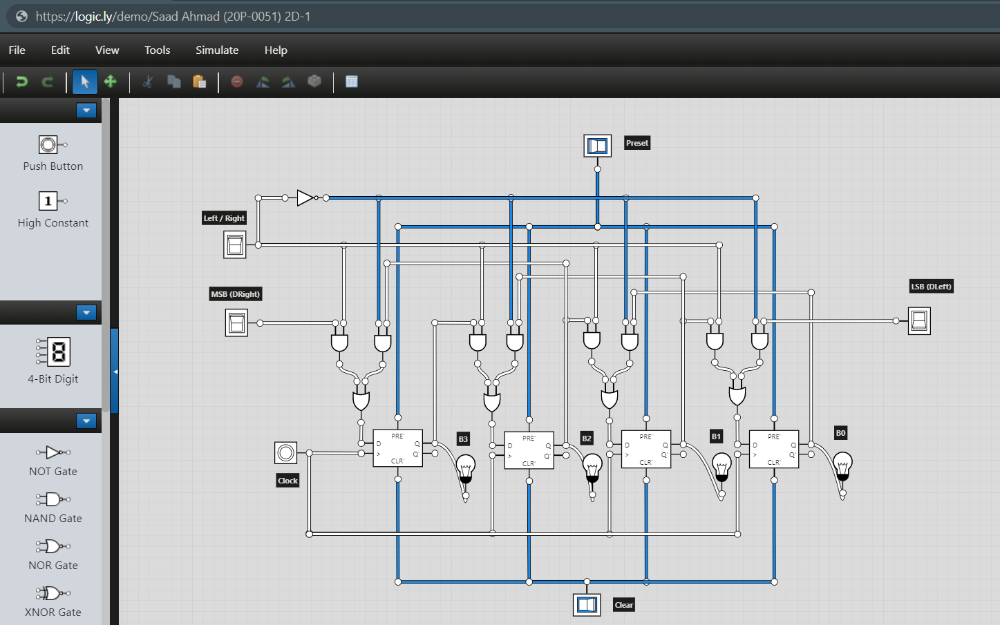 https://logic.ly/demo/Saad Ahmad (20P-0051) 2D-1
File Edit View Tools Simulate Help
Push Button
1
High Constant
8
4-Bit Digit
NOT Gate
NAND Gate
NOR Gate
XNOR Gate
Preset
Left / Right
MSB (DRight)
LSB (DLeft)
PRE'
D Q
> Q'
CLR'
B3
PRE'
D Q
> Q'
CLR'
B2
PRE'
D Q
> Q'
CLR'
B1
PRE'
D Q
> Q'
CLR'
B0
Clock
Clear